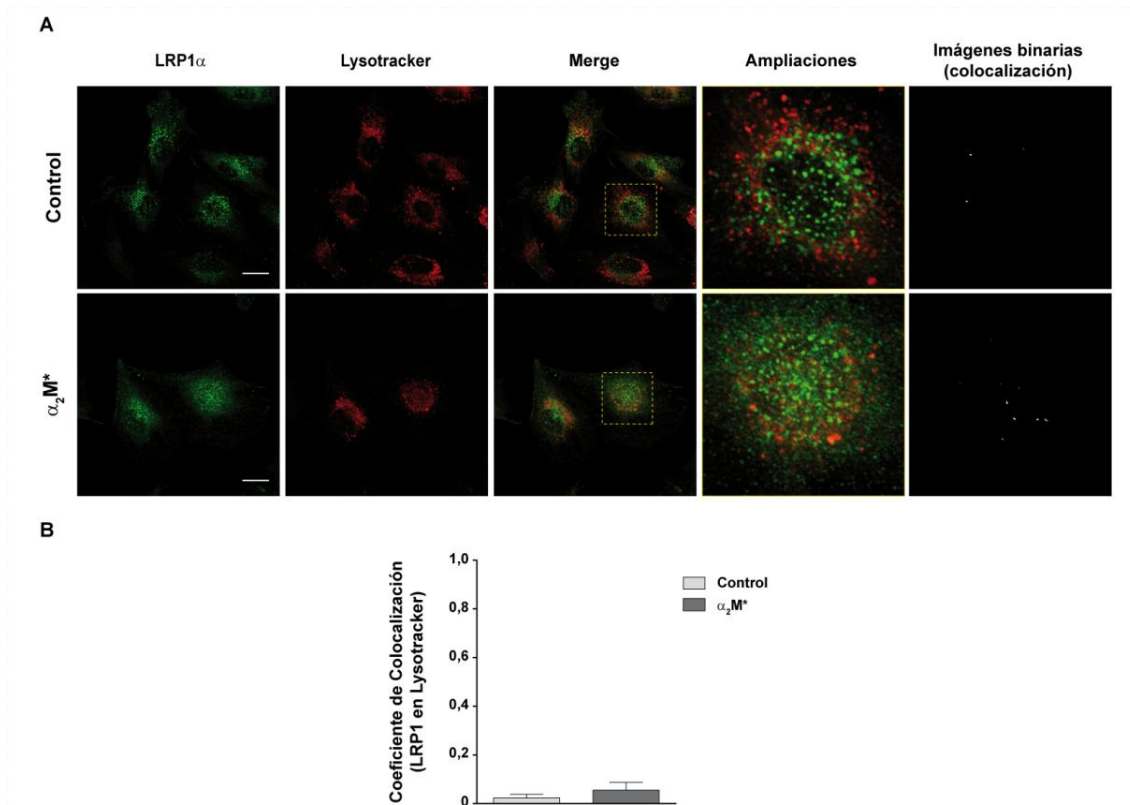 A
LRP1α
Lysotracker
Merge
Ampliaciones
Imágenes binarias
(colocalización)
Control
α₂M*
B
Coeficiente de Colocalización
(LRP1 en Lysotracker)
1,0
0,8
0,6
0,4
0,2
0
Control
α₂M*